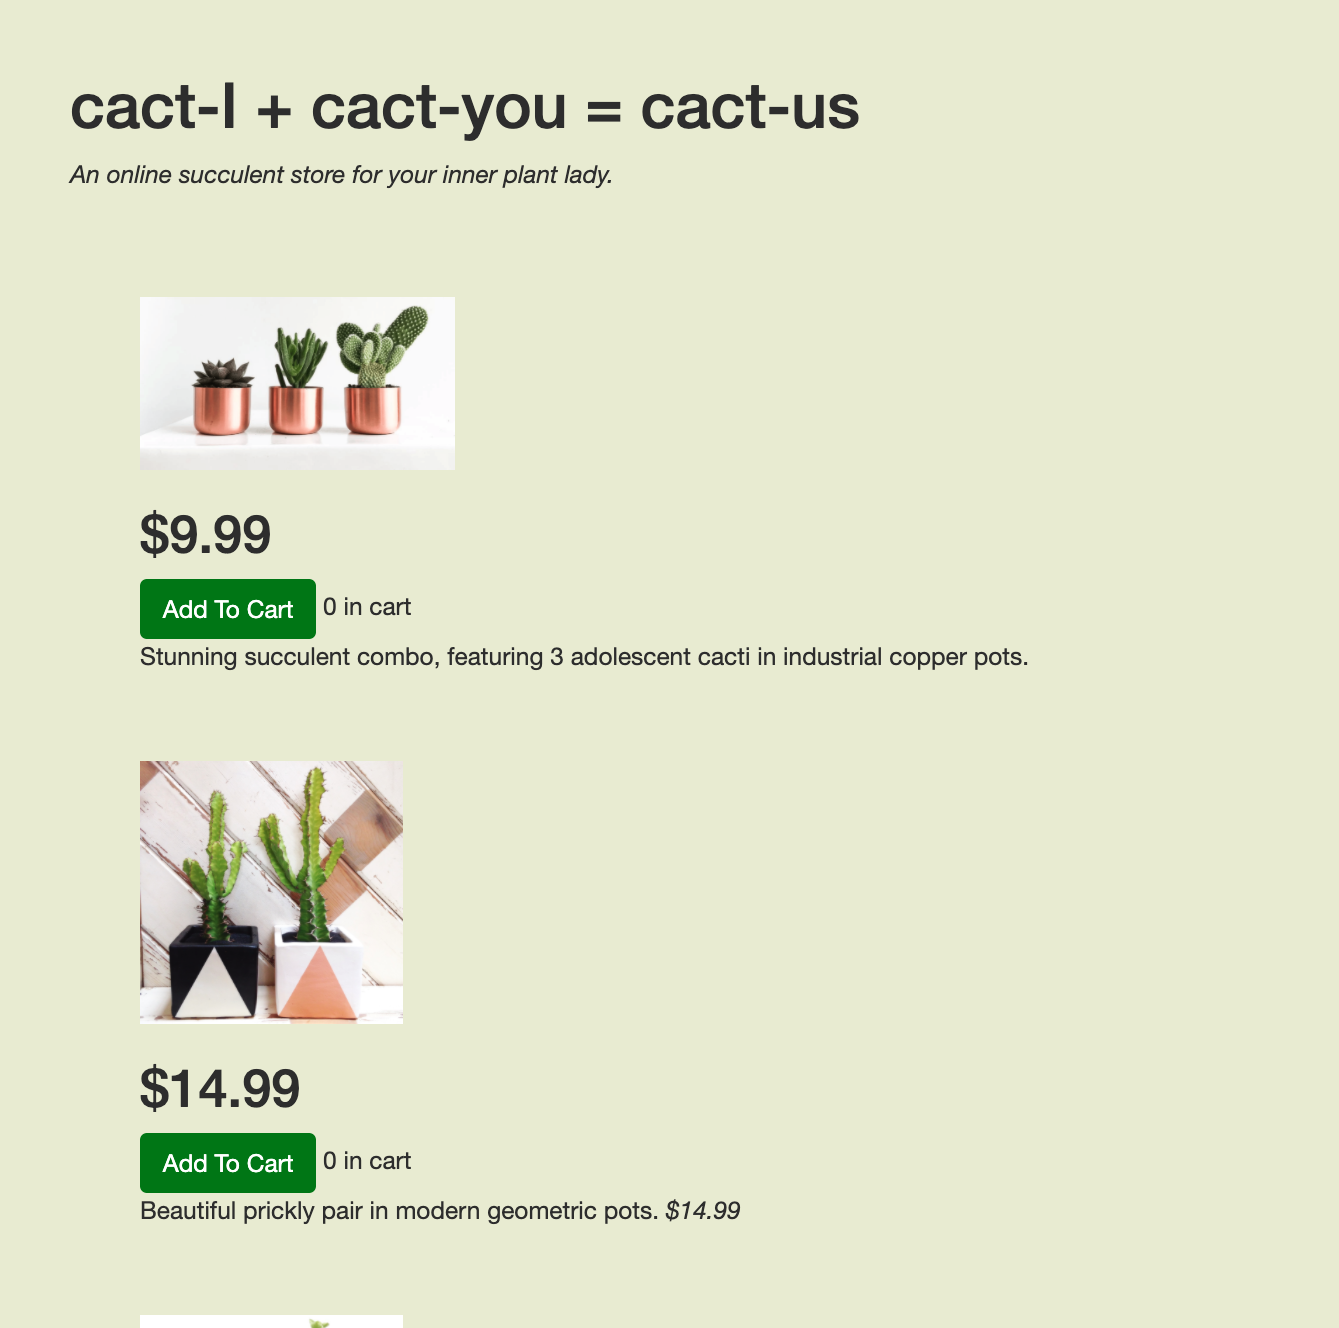 cact-I + cact-you = cact-us
An online succulent store for your inner plant lady.
$9.99
Add To Cart 0 in cart
Stunning succulent combo, featuring 3 adolescent cacti in industrial copper pots.
$14.99
Add To Cart 0 in cart
Beautiful prickly pair in modern geometric pots. $14.99